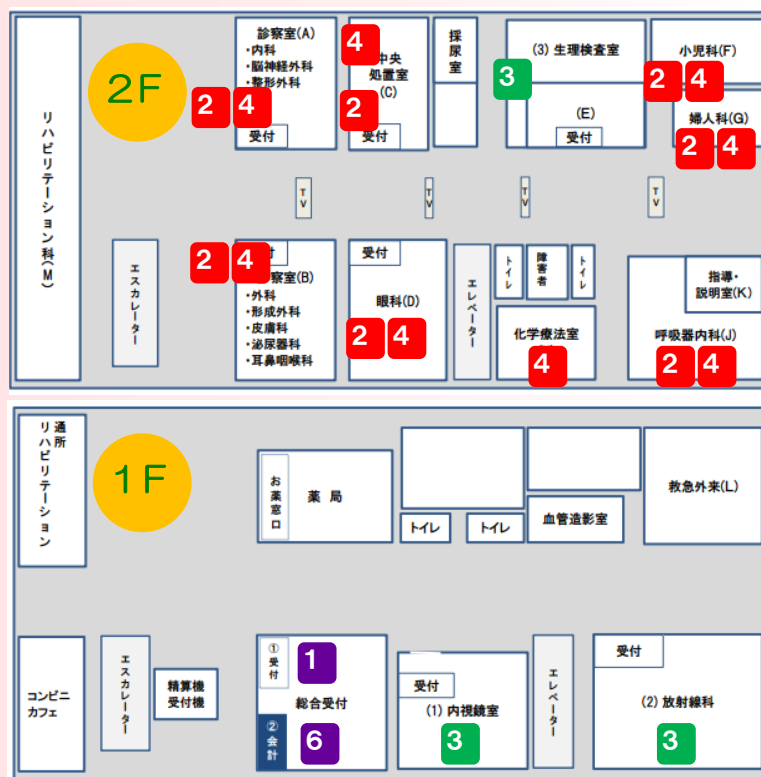 2F
リハビリテーション科(M)
診察室(A)
・内科
・脳神経外科
・整形外科
2 4
受付
4
中央
処置室
(C)
2
受付
採尿室
(3) 生理検査室
3
(E)
受付
小児科(F)
2 4
婦人科(G)
2 4
TV
TV
TV
TV
エスカレーター
2 4
察室(B)
・外科
・形成外科
・皮膚科
・泌尿器科
・耳鼻咽喉科
受付
眼科(D)
2 4
エレベーター
トイレ
障害者
トイレ
化学療法室
4
指導・
説明室(K)
呼吸器内科(J)
2 4
1F
通所
リハビリテーション
お薬窓口
薬 局
トイレ
トイレ
血管造影室
救急外来(L)
コンビニ
カフェ
エスカレーター
精算機
受付機
①受付
1
総合受付
②会計
6
受付
(1) 内視鏡室
3
エレベーター
受付
(2) 放射線科
3